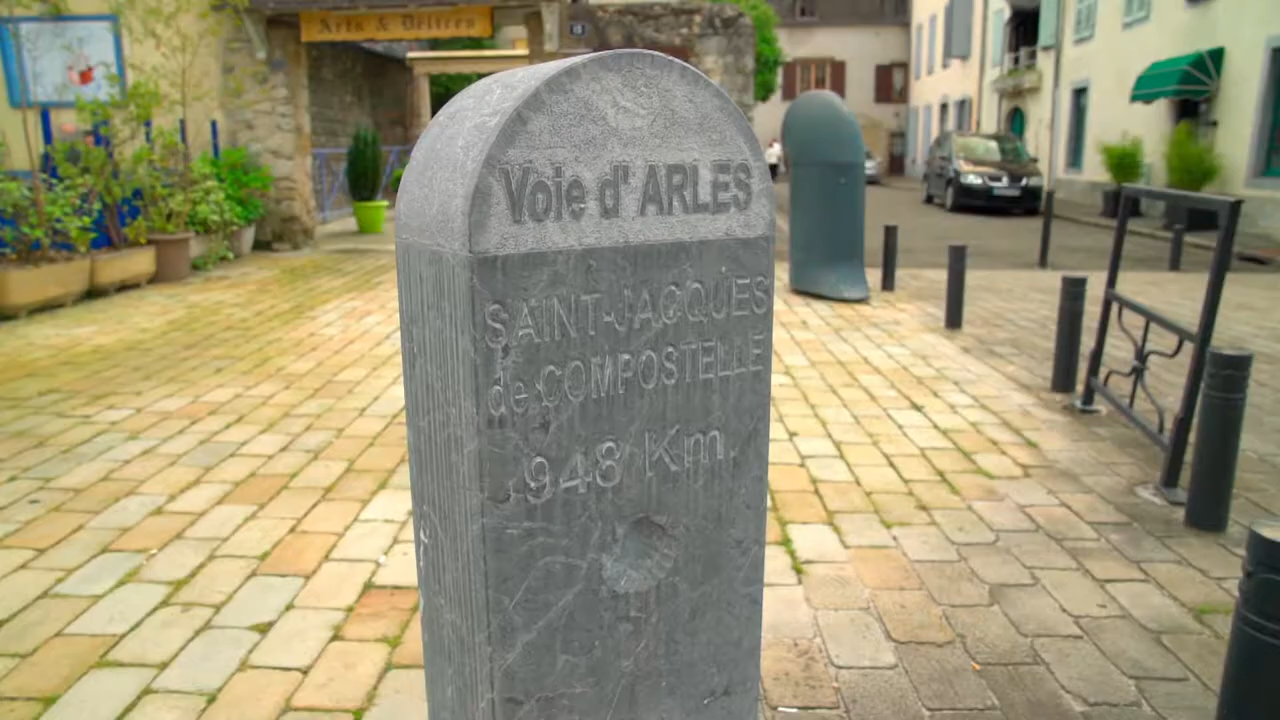 Arts & Délices
Voie d' ARLES
SAINT-JACQUES
de COMPOSTELLE
948 Km.